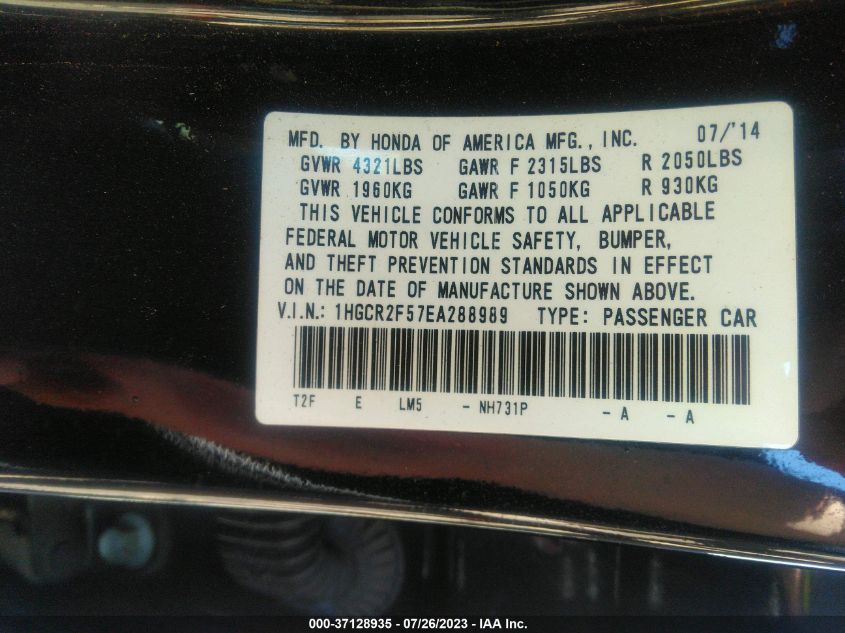 MFD. BY HONDA OF AMERICA MFG., INC. 07/'14
GVWR 4321LBS GAWR F 2315LBS R 2050LBS
GVWR 1960KG GAWR F 1050KG R 930KG
THIS VEHICLE CONFORMS TO ALL APPLICABLE
FEDERAL MOTOR VEHICLE SAFETY, BUMPER,
AND THEFT PREVENTION STANDARDS IN EFFECT
ON THE DATE OF MANUFACTURE SHOWN ABOVE.
V.I.N.: 1HGCR2F57EA288989 TYPE: PASSENGER CAR
T2F E LM5 - NH731P - A - A
000-37128935 - 07/26/2023 - IAA Inc.